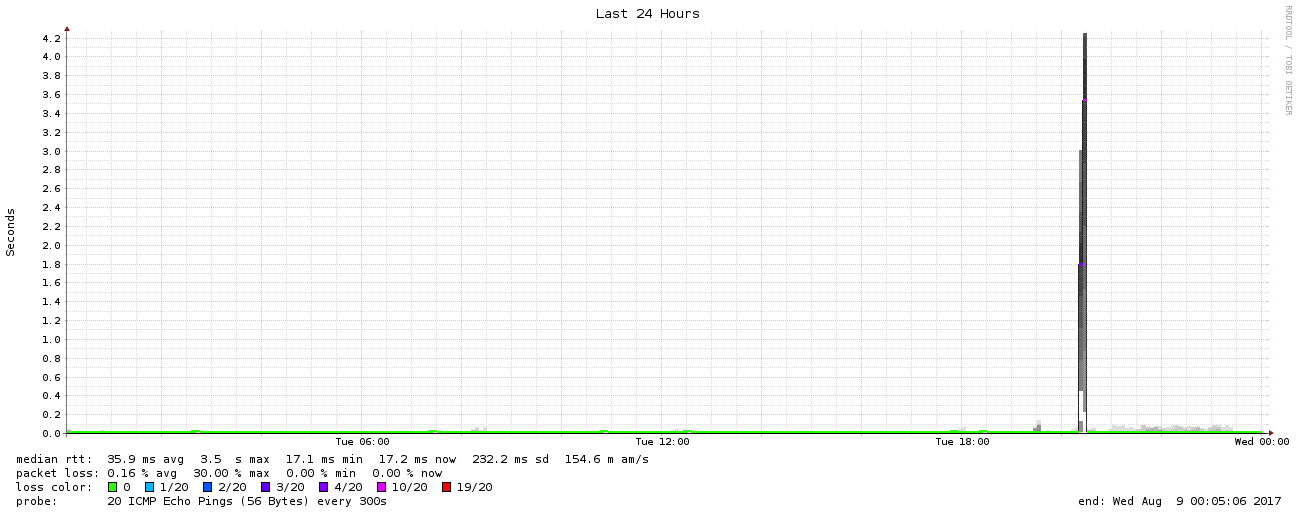 Last 24 Hours
RRDTOOL / TOBI OETIKER
Seconds
4.2
4.0
3.8
3.6
3.4
3.2
3.0
2.8
2.6
2.4
2.2
2.0
1.8
1.6
1.4
1.2
1.0
0.8
0.6
0.4
0.2
0.0
Tue 06:00 Tue 12:00 Tue 18:00 Wed 00:00
median rtt: 35.9 ms avg 3.5 s max 17.1 ms min 17.2 ms now 232.2 ms sd 154.6 m am/s
packet loss: 0.16 % avg 30.00 % max 0.00 % min 0.00 % now
loss color: 0 1/20 2/20 3/20 4/20 10/20 19/20
probe: 20 ICMP Echo Pings (56 Bytes) every 300s end: Wed Aug 9 00:05:06 2017